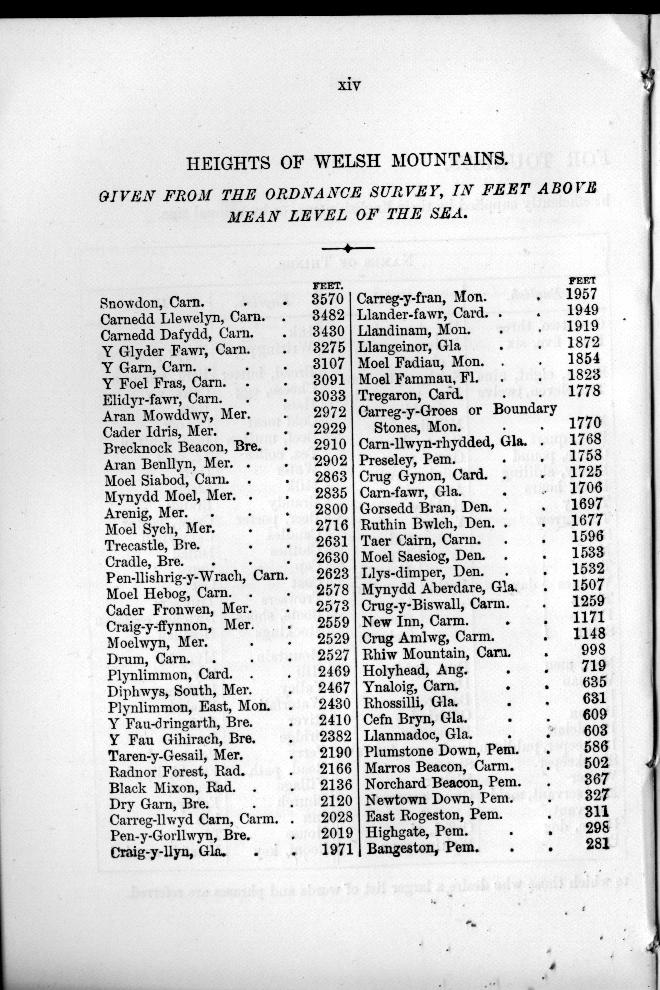 xiv
HEIGHTS OF WELSH MOUNTAINS.
GIVEN FROM THE ORDNANCE SURVEY, IN FEET ABOVE
MEAN LEVEL OF THE SEA.
FEET.
Snowdon, Carn. . . 3570
Carnedd Llewelyn, Carn. . 3482
Carnedd Dafydd, Carn. 3430
Y Glyder Fawr, Carn. . 3275
Y Garn, Carn. . . 3107
Y Foel Fras, Carn. . . 3091
Elidyr-fawr, Carn. . . 3033
Aran Mowddwy, Mer. . 2972
Cader Idris, Mer. . . 2929
Brecknock Beacon, Bre. 2910
Aran Benllyn, Mer. . . 2902
Moel Siabod, Carn. . . 2863
Mynydd Moel, Mer. . . 2835
Arenig, Mer. . . . 2800
Moel Sych, Mer. . . 2716
Trecastle, Bre. . . 2631
Cradle, Bre. . . . 2630
Pen-llishrig-y-Wrach, Carn. 2623
Moel Hebog, Carn. . . 2578
Cader Fronwen, Mer. . 2573
Craig-y-ffynnon, Mer. . 2559
Moelwyn, Mer. . . 2529
Drum, Carn. . . . 2527
Plynlimmon, Card. . . 2469
Diphwys, South, Mer. . 2467
Plynlimmon, East, Mon. 2430
Y Fau-dringarth, Bre. . 2410
Y Fau Gihirach, Bre. . 2382
Taren-y-Gesail, Mer. . 2190
Radnor Forest, Rad. . 2166
Black Mixon, Rad. . . 2136
Dry Garn, Bre. . . 2120
Carreg-llwyd Carn, Carm. . 2028
Pen-y-Gorllwyn, Bre. . 2019
Craig-y-llyn, Gla. . . 1971
FEET
Carreg-y-fran, Mon. . 1957
Llander-fawr, Card. . . 1949
Llandinam, Mon. . . 1919
Llangeinor, Gla . . 1872
Moel Fadiau, Mon. . . 1854
Moel Fammau, Fl. . . 1823
Tregaron, Card. . . 1778
Carreg-y-Groes or Boundary
Stones, Mon. . . 1770
Carn-llwyn-rhydded, Gla. . 1768
Preseley, Pem. . . 1758
Crug Gynon, Card. . . 1725
Carn-fawr, Gla. . . 1706
Gorsedd Bran, Den. . . 1697
Ruthin Bwlch, Den. . . 1677
Taer Cairn, Carm. . . 1596
Moel Saesiog, Den. . . 1533
Llys-dimper, Den. . . 1532
Mynydd Aberdare, Gla. . 1507
Crug-y-Biswall, Carm. . 1259
New Inn, Carm. . . 1171
Crug Amlwg, Carm. . 1148
Rhiw Mountain, Carn. . 998
Holyhead, Ang. . . 719
Ynaloig, Carn. . . 635
Rhossilli, Gla. . . 631
Cefn Bryn, Gla. . . 609
Llanmadoc, Gla. . . 603
Plumstone Down, Pem. . 586
Marros Beacon, Carm. . 502
Norchard Beacon, Pem. . 367
Newtown Down, Pem. . 327
East Rogeston, Pem. . 311
Highgate, Pem. . . 298
Bangeston, Pem. . . 281